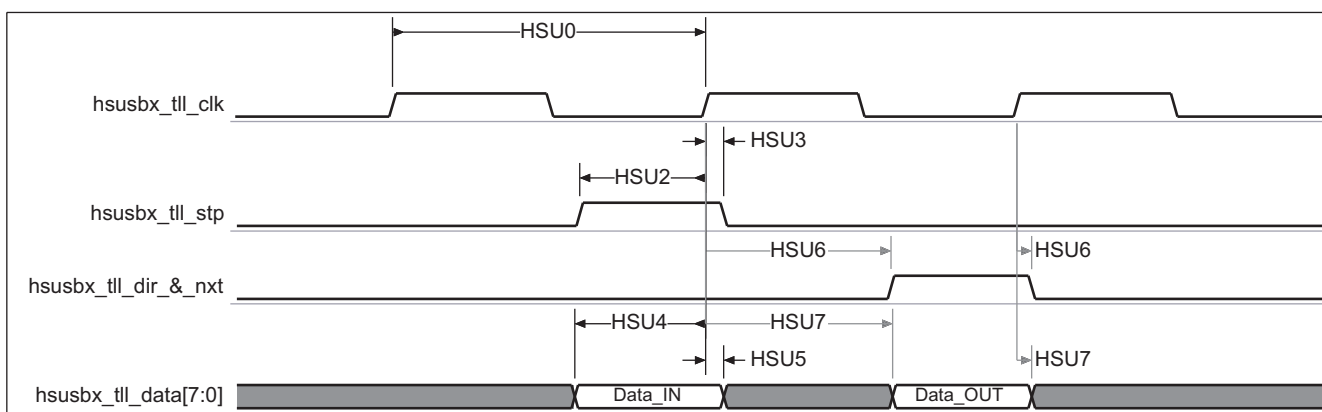 HSU0
hsusbx_tll_clk
HSU3
HSU2
hsusbx_tll_stp
HSU6 HSU6
hsusbx_tll_dir_&_nxt
HSU4 HSU7
HSU5 HSU7
hsusbx_tll_data[7:0] Data_IN Data_OUT